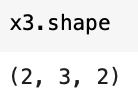 x3.shape
(2, 3, 2)